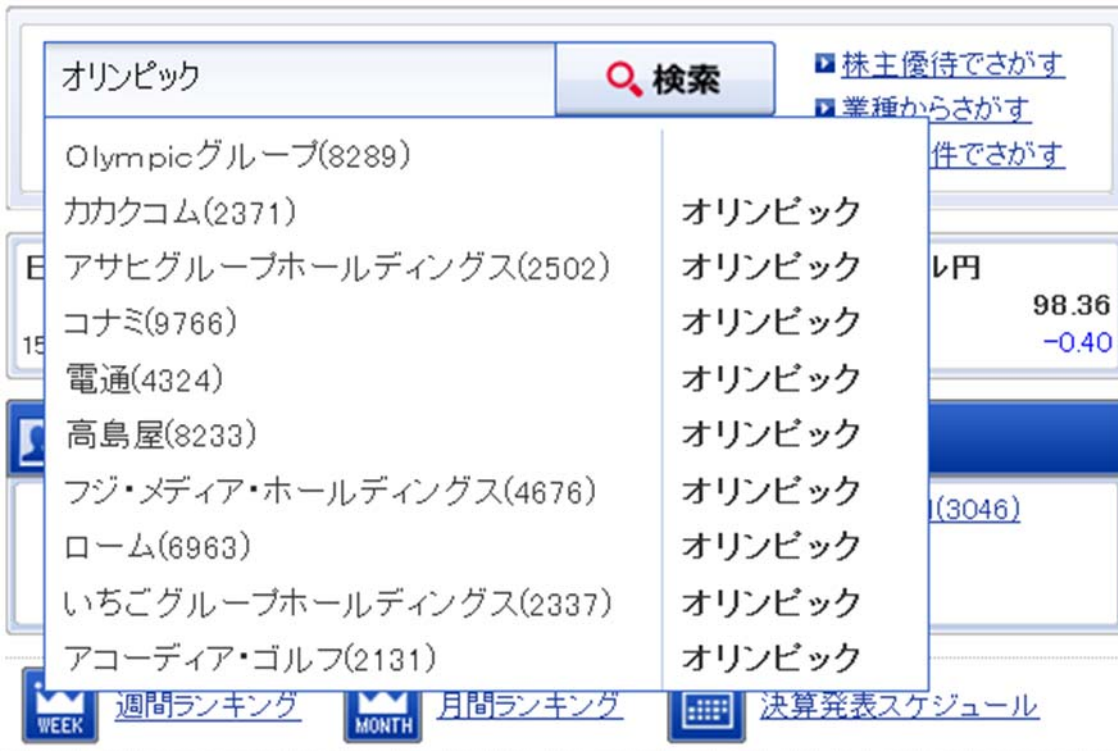 オリンピック
検索
株主優待でさがす
業種からさがす
件でさがす
Olympicグループ(8289)
カカクコム(2371) オリンピック
アサヒグループホールディングス(2502) オリンピック
コナミ(9766) オリンピック
電通(4324) オリンピック
高島屋(8233) オリンピック
フジ・メディア・ホールディングス(4676) オリンピック
ローム(6963) オリンピック
いちごグループホールディングス(2337) オリンピック
アコーディア・ゴルフ(2131) オリンピック
ル円
98.36
-0.40
15
(3046)
WEEK 週間ランキング
MONTH 月間ランキング
決算発表スケジュール